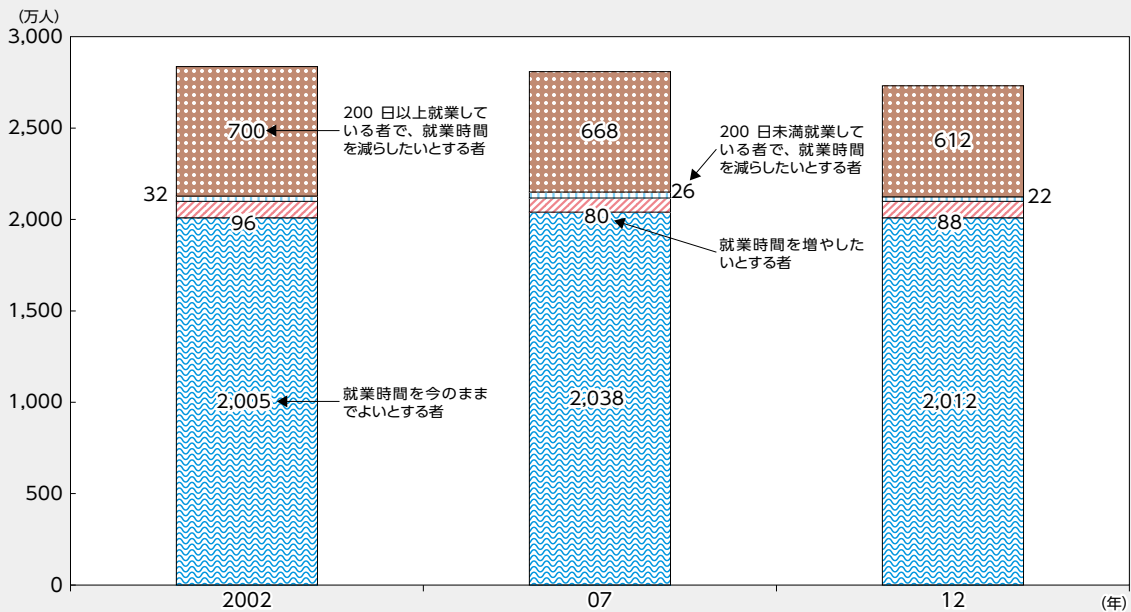 (万人)
3,000
2,500
2,000
1,500
1,000
500
0
700
32
96
2,005
200 日以上就業して
いる者で、就業時間
を減らしたいとする者
就業時間を今のまま
でよいとする者
668
26
80
2,038
200 日未満就業して
いる者で、就業時間
を減らしたいとする者
就業時間を増やした
いとする者
612
22
88
2,012
2002
07
12
(年)